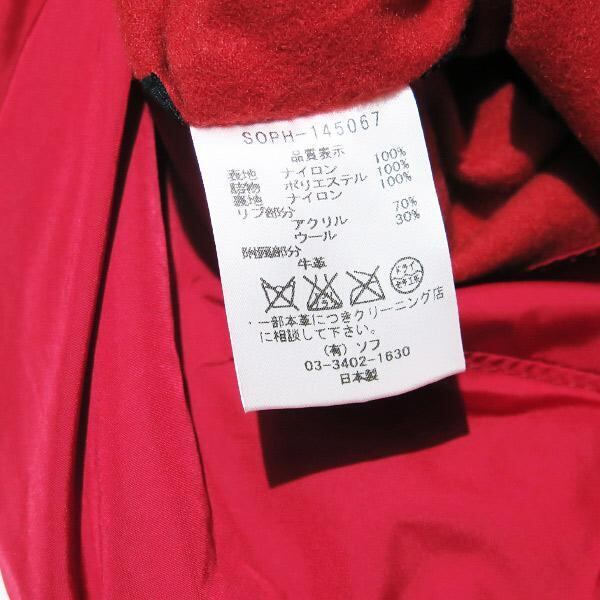 SOPH-145067
品質表示
表地 ナイロン 100%
詰物 ポリエステル 100%
裏地 ナイロン 100%
リブ部分
アクリル 70%
ウール 30%
附属部分
牛革
ドライ
セキユ系
・一部本革につきクリーニング店
に相談して下さい。
(有) ソフ
03-3402-1630
日本製